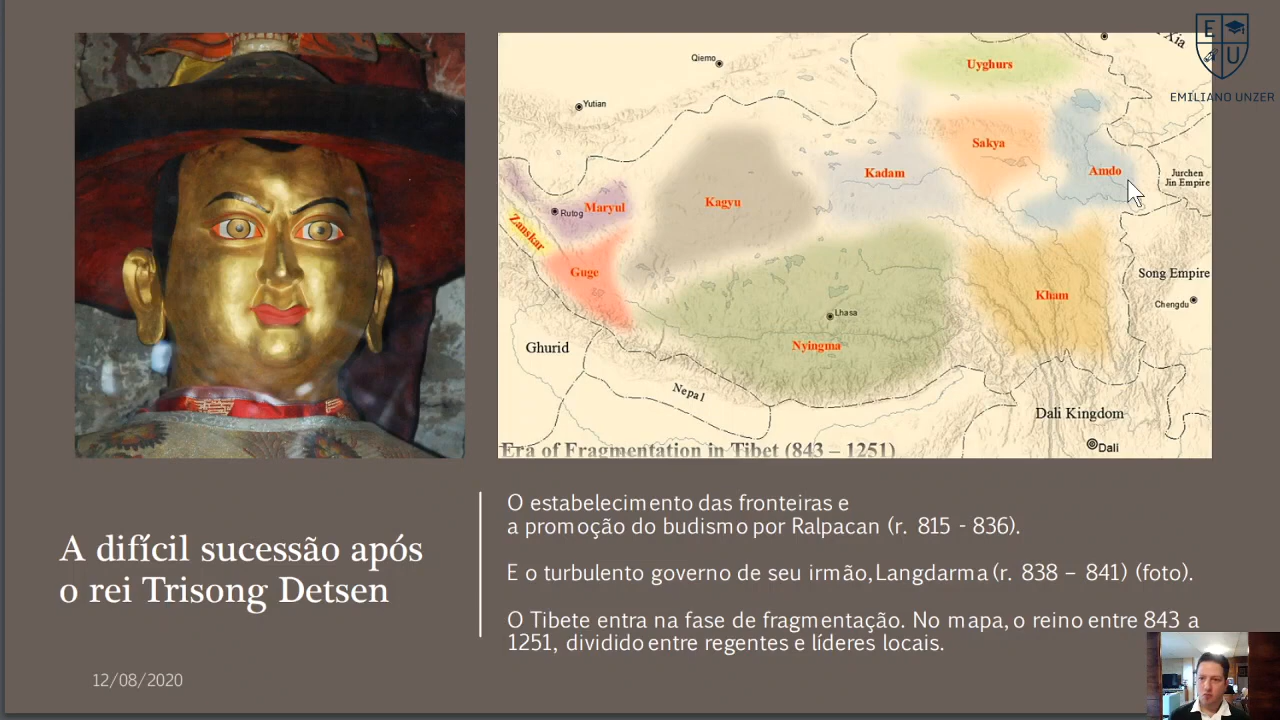 E
U
EMILIANO UNZER
Xia
Qiemo
Uyghurs
Yutian
Sakya
Kadam
Amdo
Jurchen
Jin Empire
Rutog
Maryul
Kagyu
Zanskar
Guge
Song Empire
Kham
Chengdu
Lhasa
Ghurid
Nyingma
Nepal
Dali Kingdom
Dali
Era of Fragmentation in Tibet (843 – 1251)
A difícil sucessão após
o rei Trisong Detsen
O estabelecimento das fronteiras e
a promoção do budismo por Ralpacan (r. 815 - 836).
E o turbulento governo de seu irmão, Langdarma (r. 838 – 841) (foto).
O Tibete entra na fase de fragmentação. No mapa, o reino entre 843 a
1251, dividido entre regentes e líderes locais.
12/08/2020